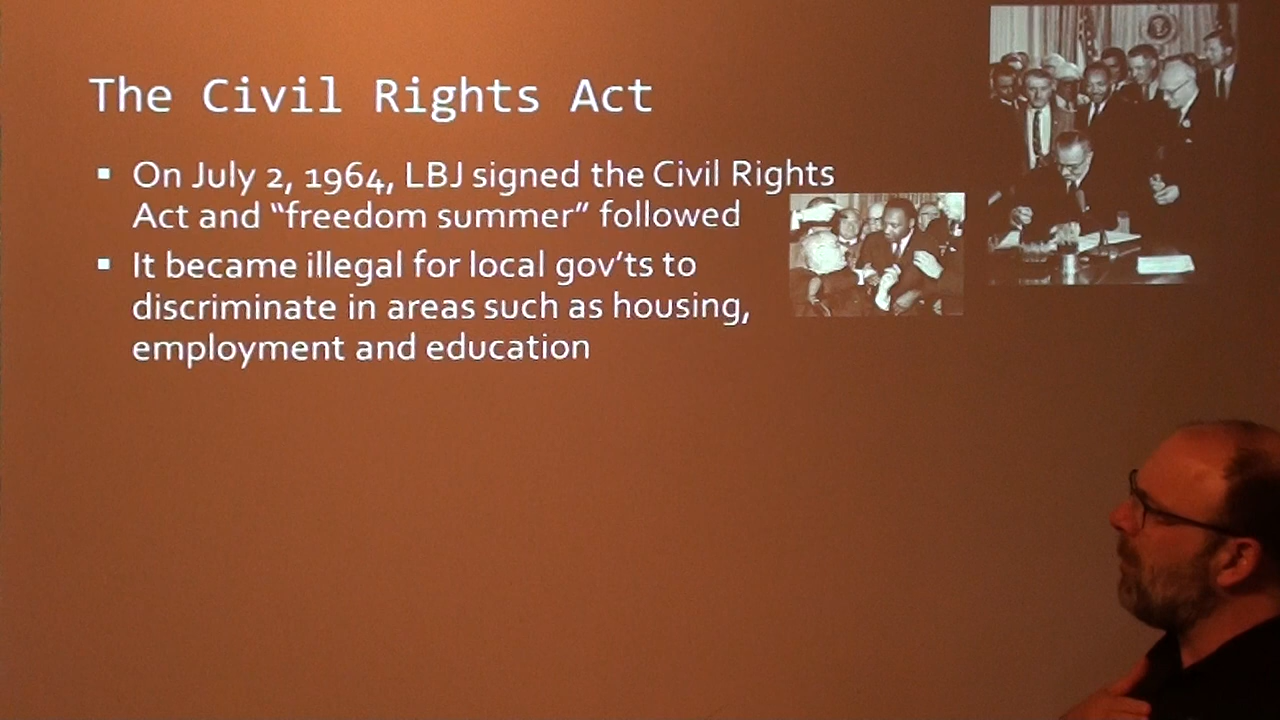 The Civil Rights Act
▪ On July 2, 1964, LBJ signed the Civil Rights
Act and “freedom summer” followed
▪ It became illegal for local gov’ts to
discriminate in areas such as housing,
employment and education